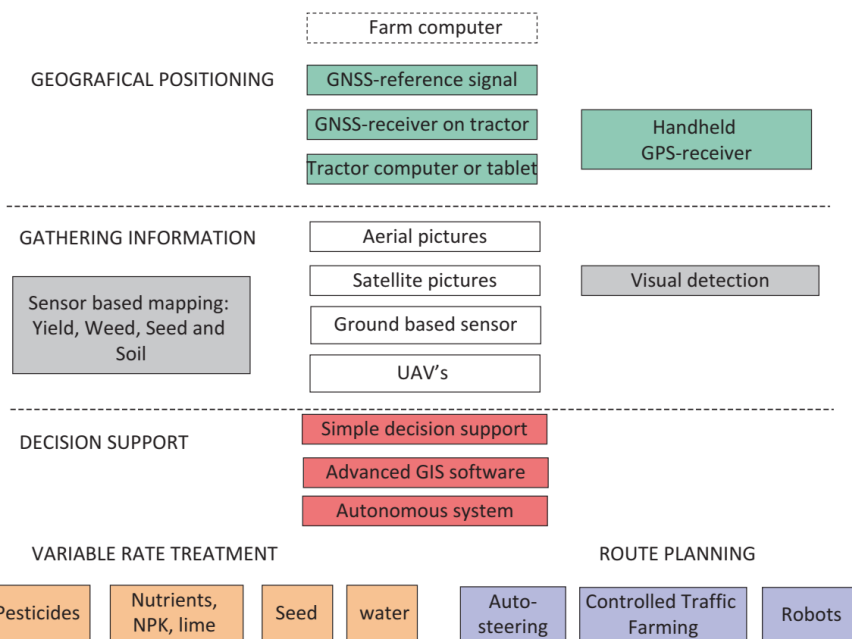 Farm computer
GEOGRAFICAL POSITIONING
GNSS-reference signal
GNSS-receiver on tractor
Handheld
GPS-receiver
Tractor computer or tablet
GATHERING INFORMATION
Aerial pictures
Satellite pictures
Visual detection
Sensor based mapping:
Yield, Weed, Seed and
Soil
Ground based sensor
UAV's
DECISION SUPPORT
Simple decision support
Advanced GIS software
Autonomous system
VARIABLE RATE TREATMENT
ROUTE PLANNING
Pesticides
Nutrients,
NPK, lime
Seed
water
Auto-
steering
Controlled Traffic
Farming
Robots